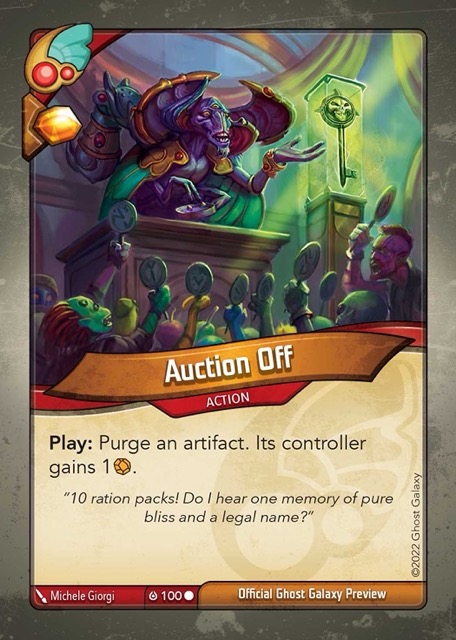 Auction Off
ACTION
Play: Purge an artifact. Its controller
gains 1.
“10 ration packs! Do I hear one memory of pure
bliss and a legal name?”
©2022 Ghost Galaxy
Michele Giorgi
100
Official Ghost Galaxy Preview